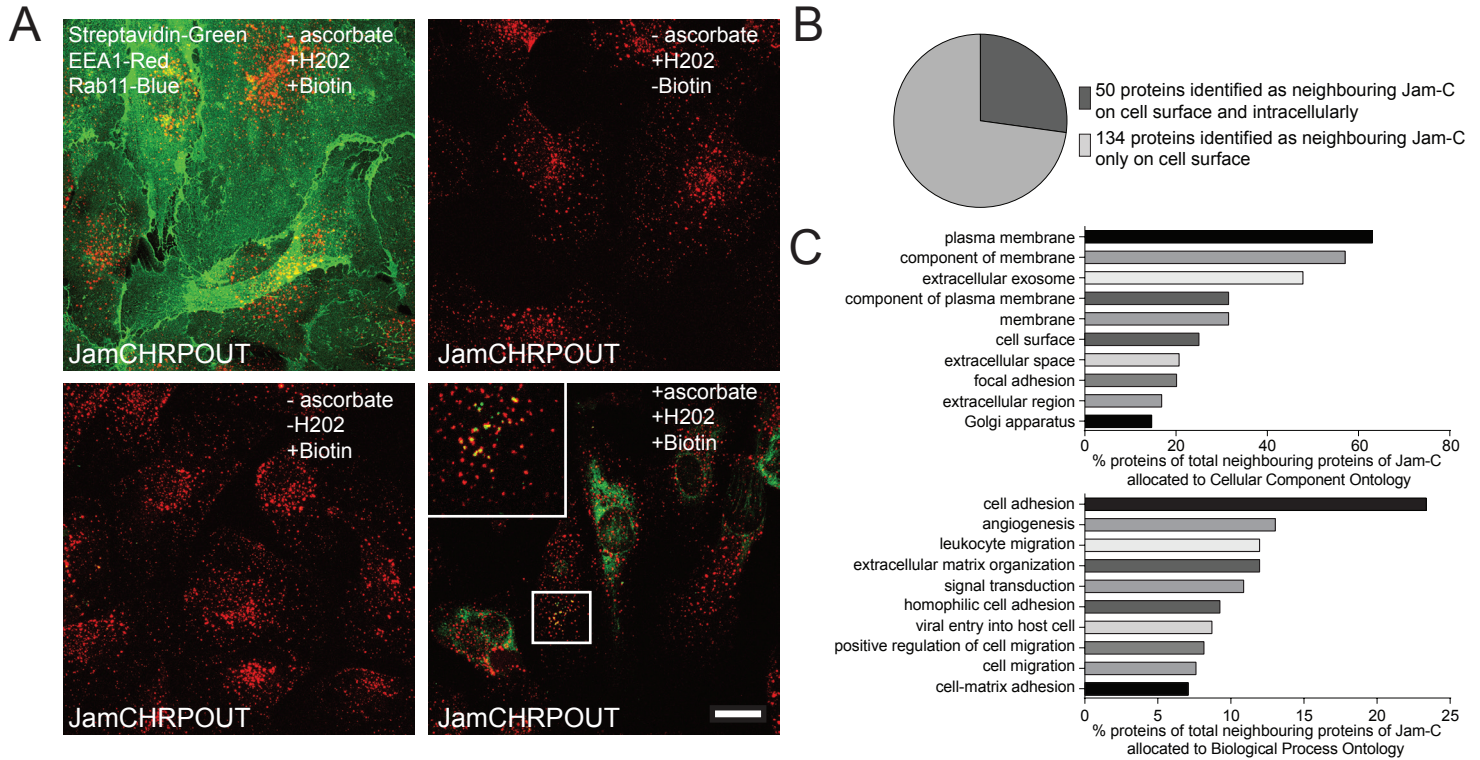 A
Streptavidin-Green
EEA1-Red
Rab11-Blue
- ascorbate
+H202
+Biotin
JamCHRPOUT
- ascorbate
+H202
-Biotin
JamCHRPOUT
- ascorbate
-H202
+Biotin
JamCHRPOUT
+ascorbate
+H202
+Biotin
JamCHRPOUT
B
50 proteins identified as neighbouring Jam-C
on cell surface and intracellularly
134 proteins identified as neighbouring Jam-C
only on cell surface
C
plasma membrane
component of membrane
extracellular exosome
component of plasma membrane
membrane
cell surface
extracellular space
focal adhesion
extracellular region
Golgi apparatus
0 20 40 60 80
% proteins of total neighbouring proteins of Jam-C
allocated to Cellular Component Ontology
cell adhesion
angiogenesis
leukocyte migration
extracellular matrix organization
signal transduction
homophilic cell adhesion
viral entry into host cell
positive regulation of cell migration
cell migration
cell-matrix adhesion
0 5 10 15 20 25
% proteins of total neighbouring proteins of Jam-C
allocated to Biological Process Ontology